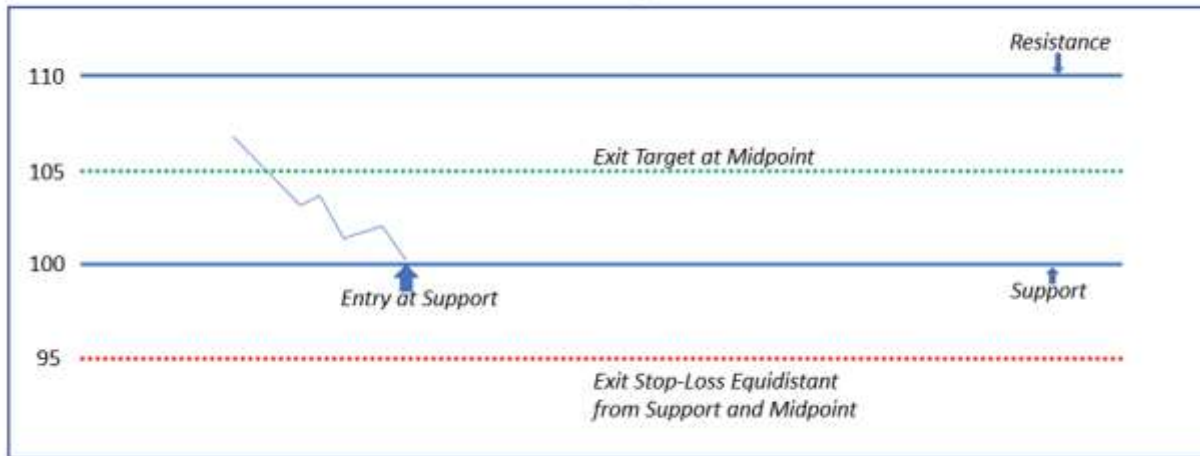 Resistance
110
Exit Target at Midpoint
105
100
Entry at Support
Support
95
Exit Stop-Loss Equidistant
from Support and Midpoint